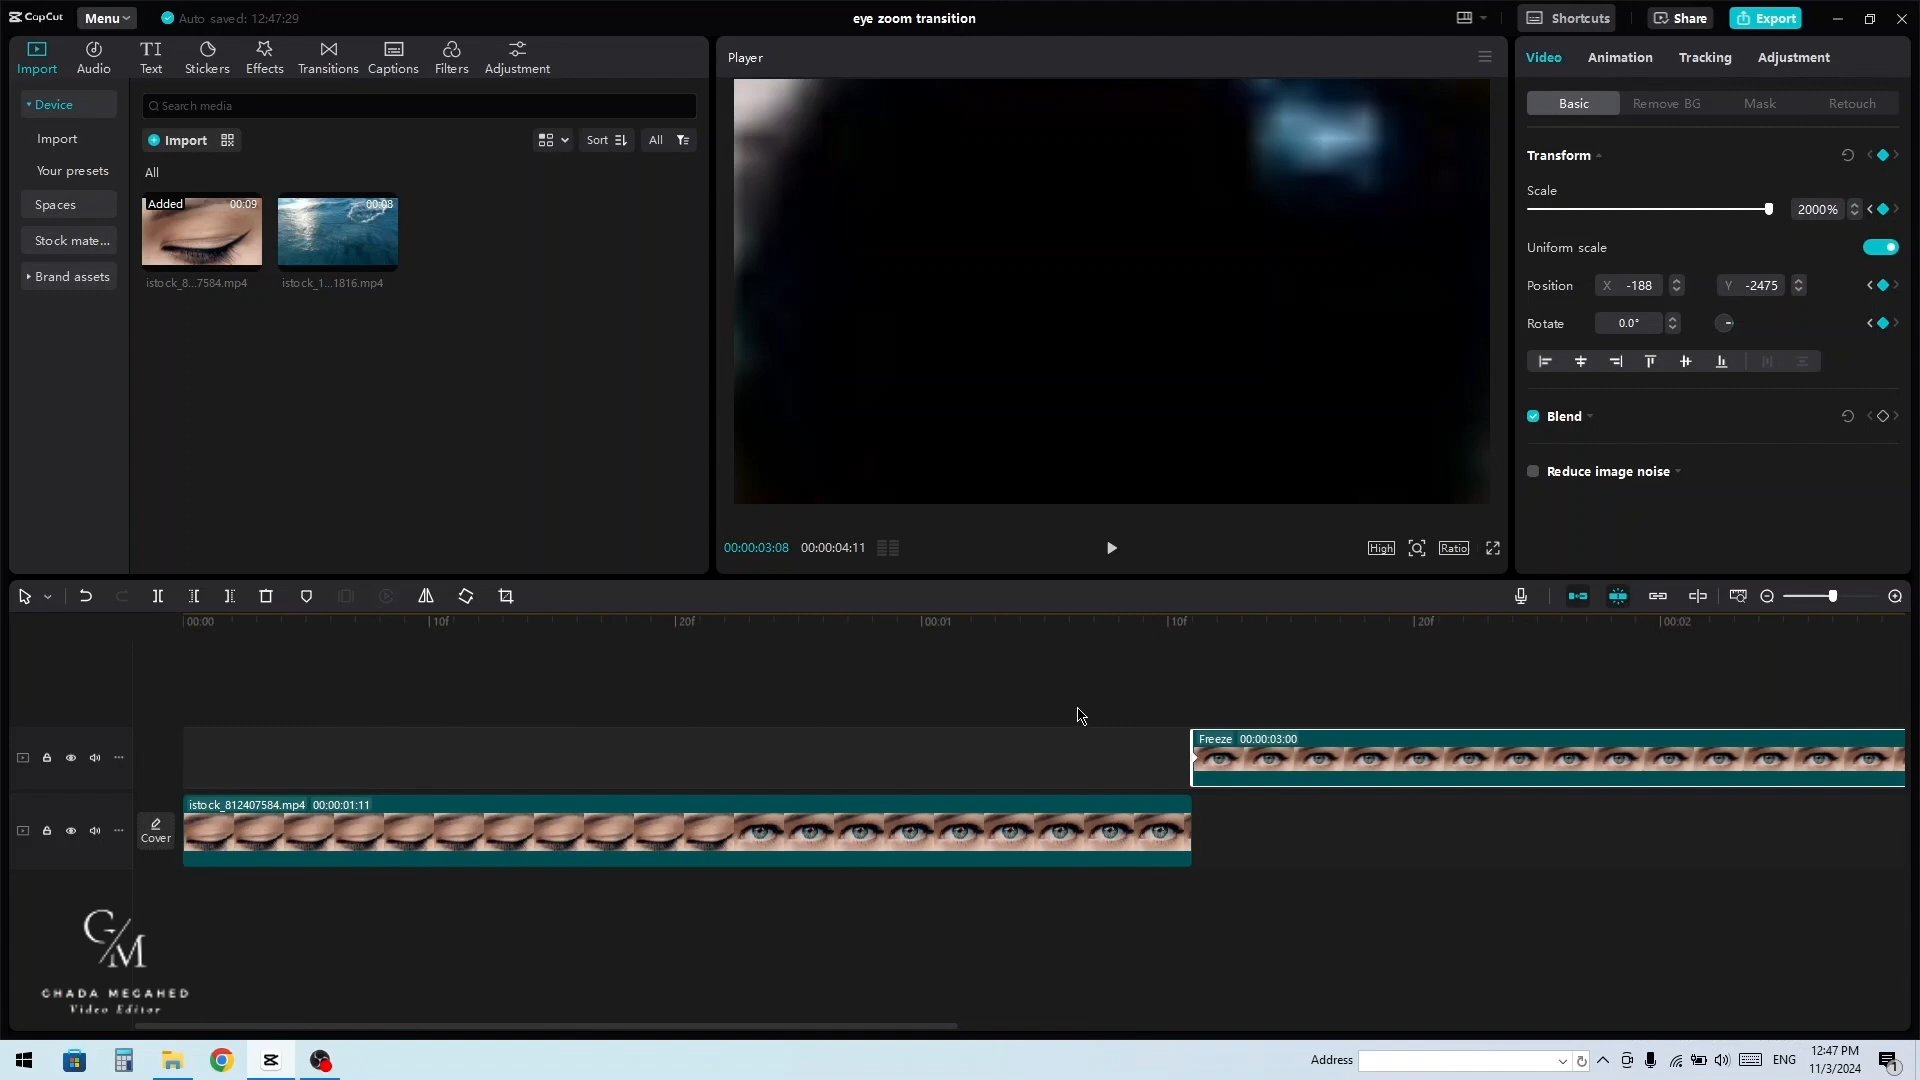 CapCut
Menu
Auto saved: 12:47:29
eye zoom transition
Shortcuts
Share
Export
Import
Audio
TI
Text
Stickers
Effects
Transitions
Captions
Filters
Adjustment
Device
Import
Your presets
Spaces
Stock mate...
Brand assets
Search media
Import
Sort
All
All
Added
00:09
00:08
istock_8...7584.mp4
istock_1...1816.mp4
Player
00:00:03:08
00:00:04:11
High
Ratio
Video
Animation
Tracking
Adjustment
Basic
Remove BG
Mask
Retouch
Transform
Scale
2000%
Uniform scale
Position
X -188
Y -2475
Rotate
0.0°
Blend
Reduce image noise
00:00
10f
20f
00:01
10f
20f
00:02
Freeze 00:00:03:00
Cover
istock_812407584.mp4 00:00:01:11
G/M
GHADA MEGAHED
Video Editor
Address
ENG
12:47 PM
11/3/2024
1